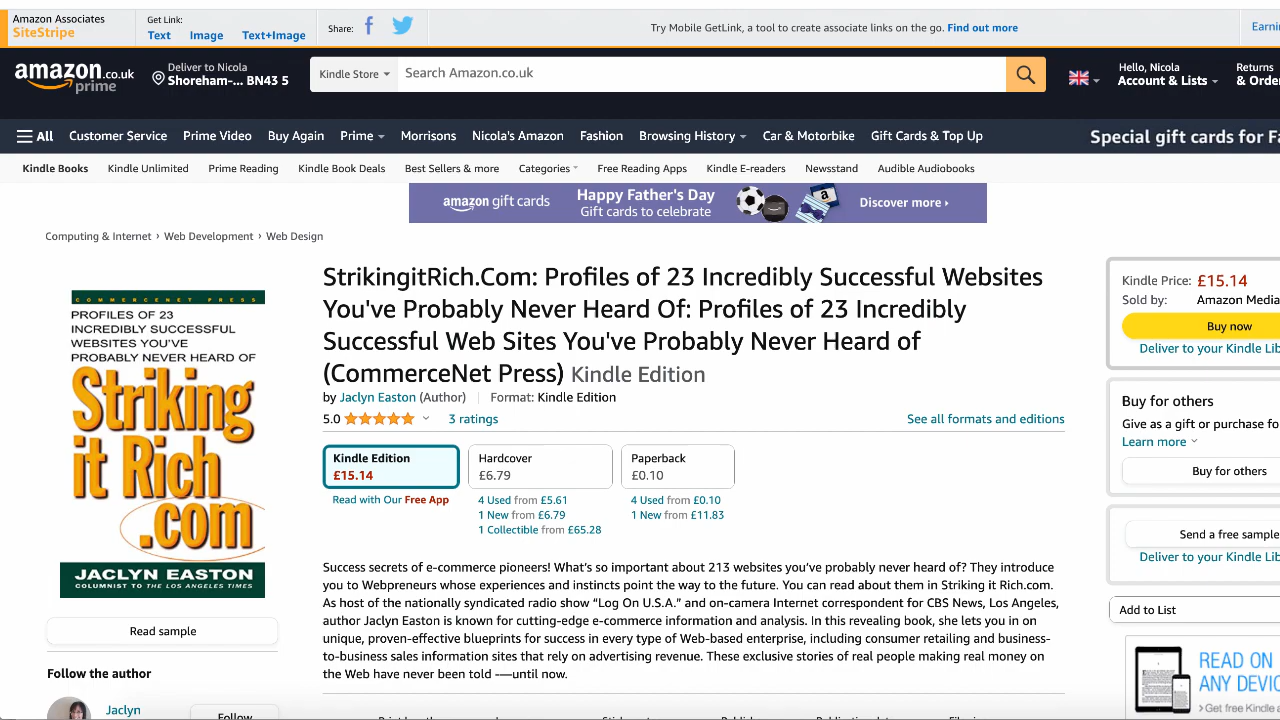 Amazon Associates
SiteStripe
Get Link:
Text Image Text+Image
Share:
Try Mobile GetLink, a tool to create associate links on the go. Find out more
amazon.co.uk
prime
Deliver to Nicola
Shoreham-... BN43 5
Kindle Store
Search Amazon.co.uk
Hello, Nicola
Account & Lists
Returns
All Customer Service Prime Video Buy Again Prime Morrisons Nicola's Amazon Fashion Browsing History Car & Motorbike Gift Cards & Top Up
Special gift cards for
Kindle Books Kindle Unlimited Prime Reading Kindle Book Deals Best Sellers & more Categories Free Reading Apps Kindle E-readers Newsstand Audible Audiobooks
amazon gift cards
Happy Father's Day
Gift cards to celebrate
a
Discover more ›
Computing & Internet › Web Development › Web Design
COMMERCENET PRESS
PROFILES OF 23
INCREDIBLY SUCCESSFUL
WEBSITES YOU'VE
PROBABLY NEVER HEARD OF
Striking
it Rich
.com
JACLYN EASTON
COLUMNIST TO THE LOS ANGELES TIMES
Read sample
Follow the author
Jaclyn
Follow
StrikingitRich.Com: Profiles of 23 Incredibly Successful Websites
You've Probably Never Heard Of: Profiles of 23 Incredibly
Successful Web Sites You've Probably Never Heard of
(CommerceNet Press) Kindle Edition
by Jaclyn Easton (Author) Format: Kindle Edition
5.0 3 ratings
See all formats and editions
Kindle Edition
£15.14
Read with Our Free App
Hardcover
£6.79
4 Used from £5.61
1 New from £6.79
1 Collectible from £65.28
Paperback
£0.10
4 Used from £0.10
1 New from £11.83
Success secrets of e-commerce pioneers! What's so important about 213 websites you've probably never heard of? They introduce
you to Webpreneurs whose experiences and instincts point the way to the future. You can read about them in Striking it Rich.com.
As host of the nationally syndicated radio show “Log On U.S.A.” and on-camera Internet correspondent for CBS News, Los Angeles,
author Jaclyn Easton is known for cutting-edge e-commerce information and analysis. In this revealing book, she lets you in on
unique, proven-effective blueprints for success in every type of Web-based enterprise, including consumer retailing and business-
to-business sales information sites that rely on advertising revenue. These exclusive stories of real people making real money on
the Web have never been told -—until now.
Kindle Price: £15.14
Sold by: Amazon Media
Buy now
Deliver to your Kindle
Buy for others
Give as a gift or purchase
Learn more
Buy for others
Send a free sample
Deliver to your Kindle
Add to List
READ ON
› Get free Kindle